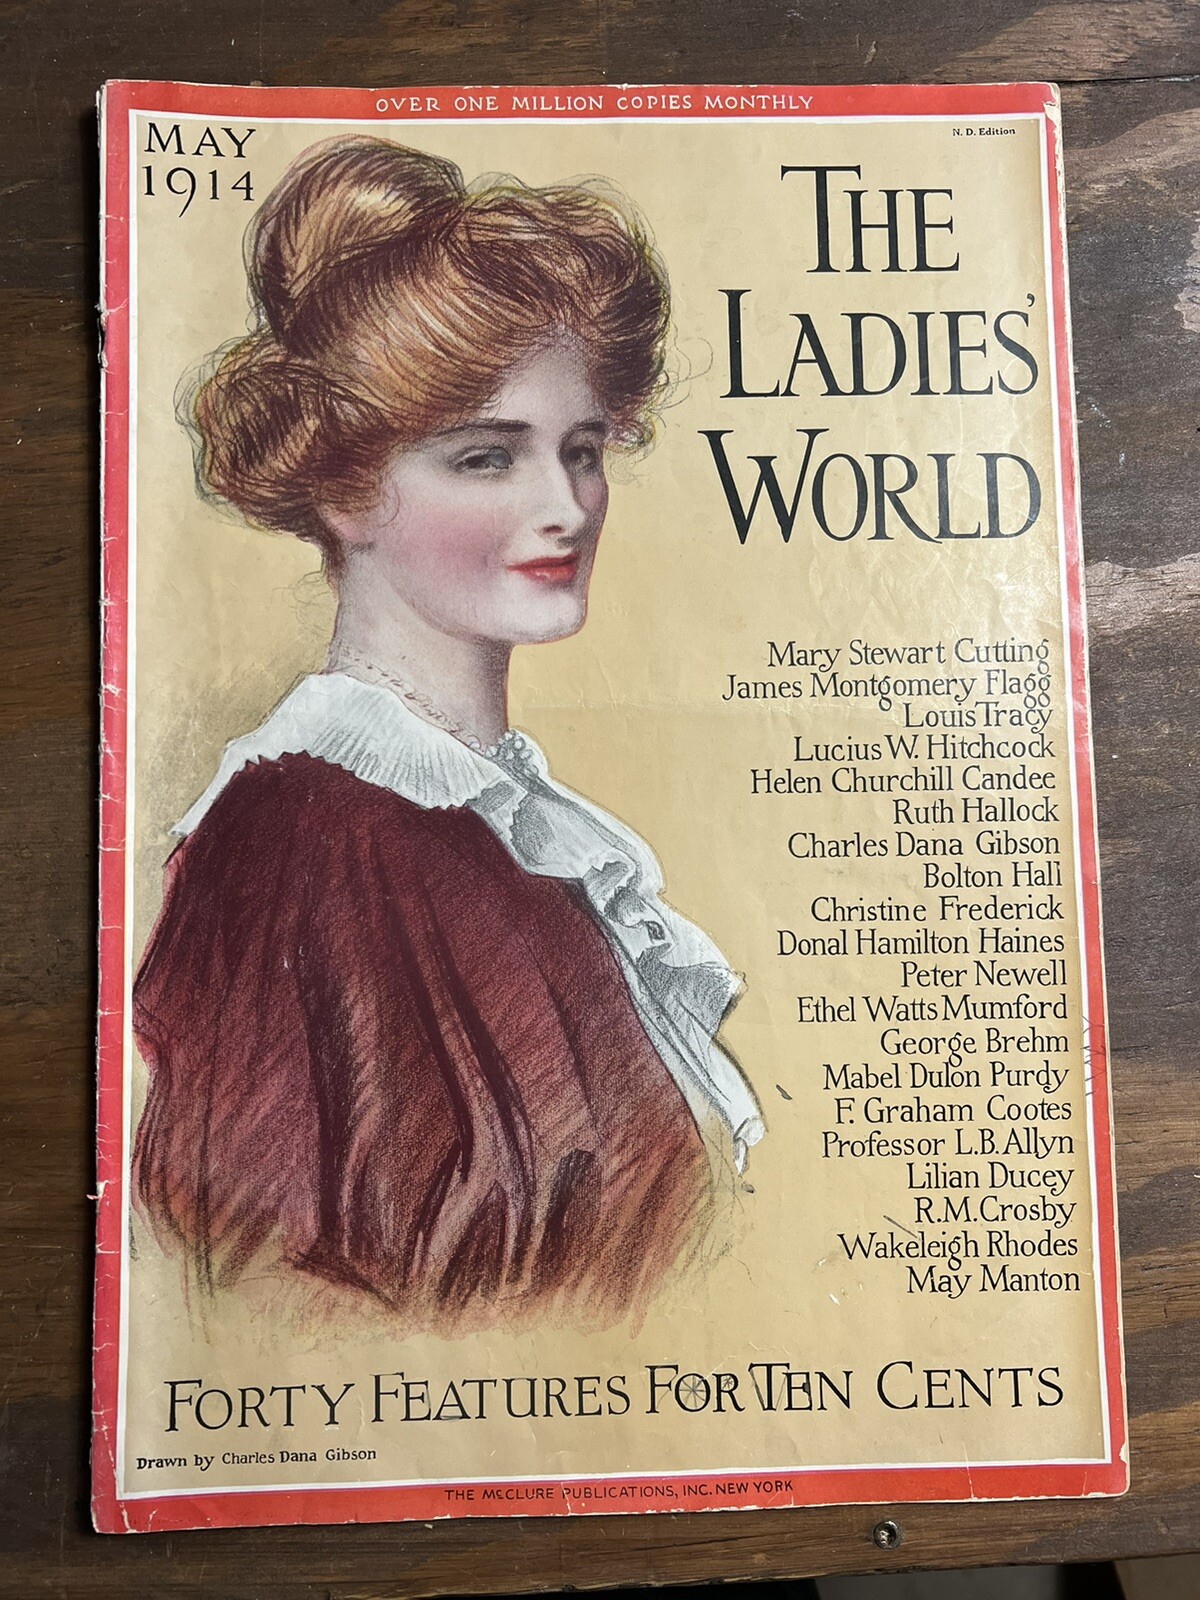 OVER ONE MILLION COPIES MONTHLY
MAY
1914
N. D. Edition
THE
LADIES'
WORLD
Mary Stewart Cutting
James Montgomery Flagg
Louis Tracy
Lucius W. Hitchcock
Helen Churchill Candee
Ruth Hallock
Charles Dana Gibson
Bolton Hall
Christine Frederick
Donal Hamilton Haines
Peter Newell
Ethel Watts Mumford
George Brehm
Mabel Dulon Purdy
F. Graham Cootes
Professor L.B. Allyn
Lilian Ducey
R.M. Crosby
Wakeleigh Rhodes
May Manton
FORTY FEATURES FOR TEN CENTS
Drawn by Charles Dana Gibson
THE McCLURE PUBLICATIONS, INC. NEW YORK